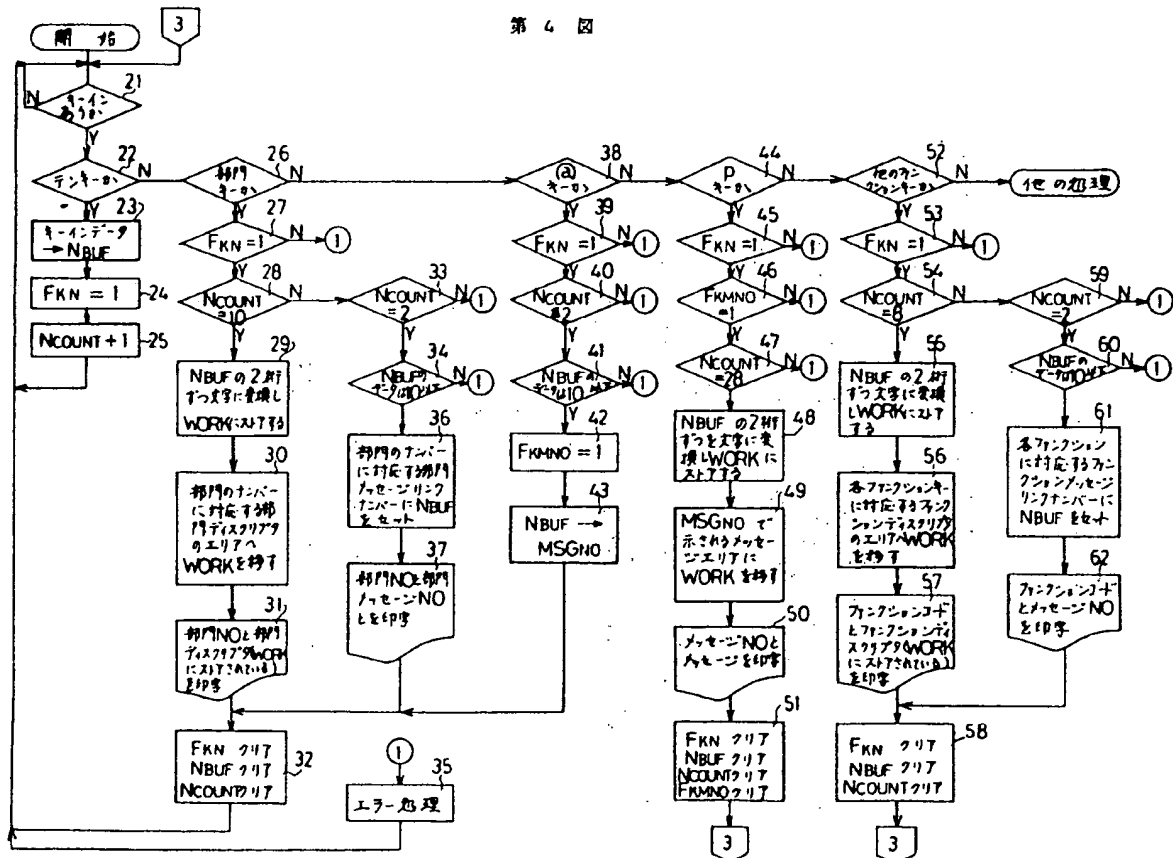 第 4 図
3
開 始
21
キーイン
あるか
N
Y
22
テンキーか
N
Y
23
キーインデータ
→NBUF
FKN = 1
24
NCOUNT+1
25
26
部門
キーか
N
Y
27
FKN=1
N
1
Y
28
NCOUNT
=10
N
Y
29
NBUFの2桁
ずつ文字に変換し
WORKにストアする
30
部門のナンバー
に対応する部
門ディスクリプタ
のエリアへ
WORKを移す
31
部門NOと部門
ディスクリプタ(WORK
にストアされている)
を印字
FKN クリア
NBUF クリア
NCOUNTクリア
32
33
NCOUNT
=2
N
1
Y
34
NBUFの
データは10以下
N
1
Y
36
部門のナンバー
に対応する部門
メッセージリンク
ナンバーにNBUF
をセット
37
部門NOと部門
メッセージNO
とを印字
1
35
エラー処理
38
@
キーか
N
Y
39
FKN=1
N
1
Y
40
NCOUNT
=2
N
1
Y
41
NBUFの
データは10以下
N
1
Y
42
FKMNO=1
43
NBUF →
MSGNO
44
P
キーか
N
Y
45
FKN=1
N
1
Y
46
FKMNO
=1
N
1
Y
47
NCOUNT
=28
N
1
Y
48
NBUFの2桁
ずつを文字に変
換しWORKに
ストアする
49
MSGNO で
示されるメッセー
ジエリアに
WORKを移す
50
メッセージNOと
メッセージを印字
51
FKN クリア
NBUF クリア
NCOUNTクリア
FKMNOクリア
3
52
他のファン
クションキーか
N
他の処理
Y
53
FKN=1
N
1
Y
54
NCOUNT
=8
N
Y
55
NBUFの2桁
ずつ文字に変換
しWORKにストア
する
56
各ファンクションキー
に対応するファンク
ションディスクリプタ
のエリアへWORK
を移す
57
ファンクションコード
とファンクションディ
スクリプタ(WORK
にストアされている)
を印字
58
FKN クリア
NBUF クリア
NCOUNTクリア
3
59
NCOUNT
=2
N
1
Y
60
NBUFの
データは10以下
N
1
Y
61
各ファンクション
に対応するファンク
ションメッセージ
リンクナンバーに
NBUFをセット
62
ファンクションコード
とメッセージNO
を印字